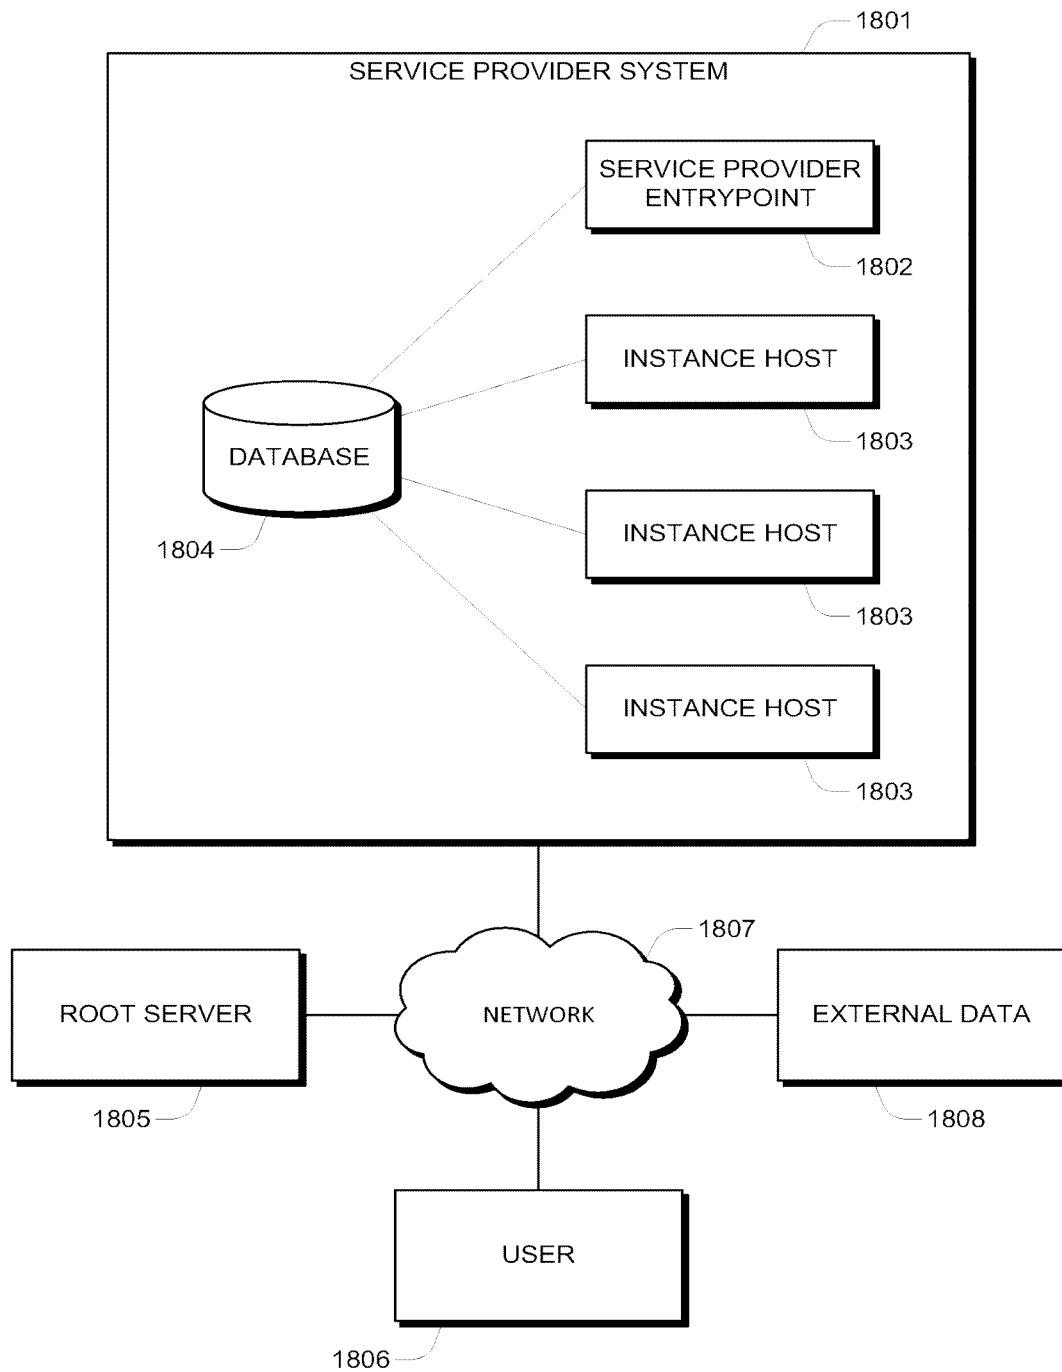 1801
SERVICE PROVIDER SYSTEM
SERVICE PROVIDER
ENTRYPOINT
1802
INSTANCE HOST
1803
DATABASE
1804
INSTANCE HOST
1803
INSTANCE HOST
1803
1807
ROOT SERVER
NETWORK
EXTERNAL DATA
1805
1808
USER
1806